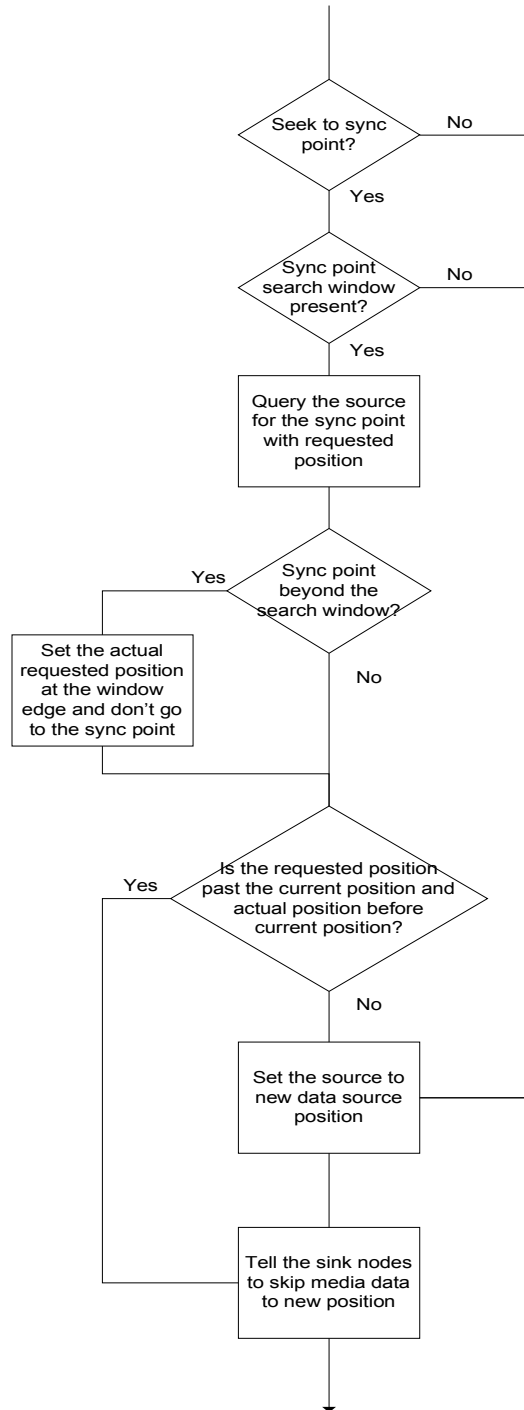 Seek to sync
point?
No
Yes
Sync point
search window
present?
No
Yes
Query the source
for the sync point
with requested
position
Yes
Sync point
beyond the
search window?
Set the actual
requested position
at the window
edge and don't go
to the sync point
No
Is the requested position
past the current position and
actual position before
current position?
Yes
No
Set the source to
new data source
position
Tell the sink nodes
to skip media data
to new position